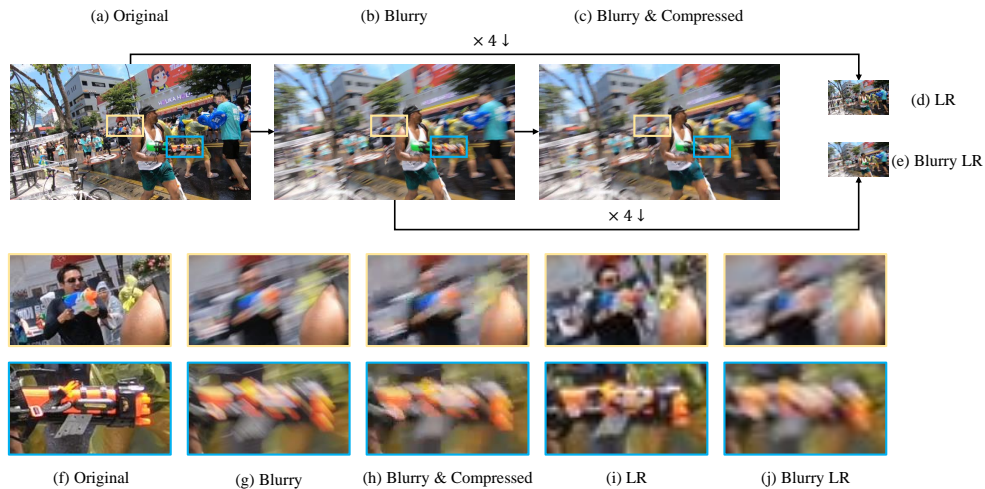 (a) Original
(b) Blurry
(c) Blurry & Compressed
× 4 ↓
(d) LR
(e) Blurry LR
× 4 ↓
(f) Original
(g) Blurry
(h) Blurry & Compressed
(i) LR
(j) Blurry LR